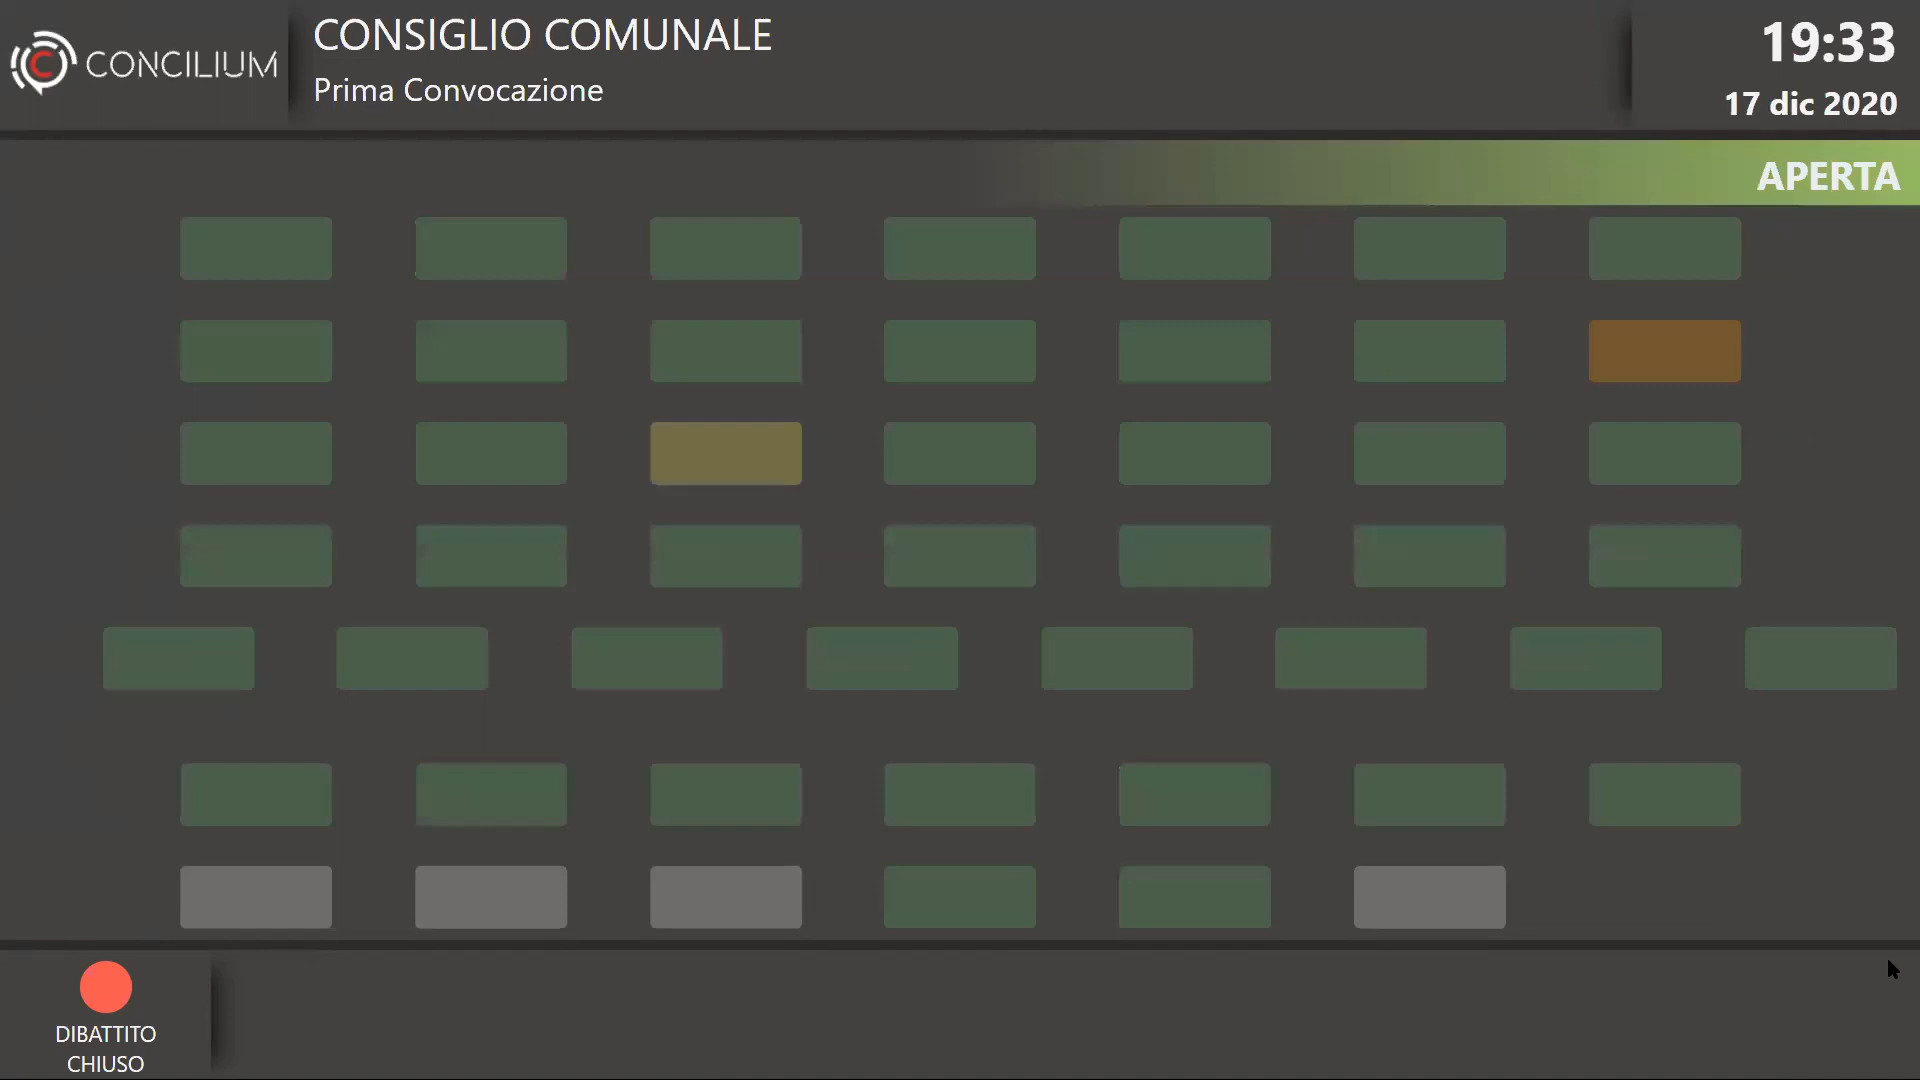 CONCILIUM
CONSIGLIO COMUNALE
Prima Convocazione
19:33
17 dic 2020
APERTA
DIBATTITO
CHIUSO